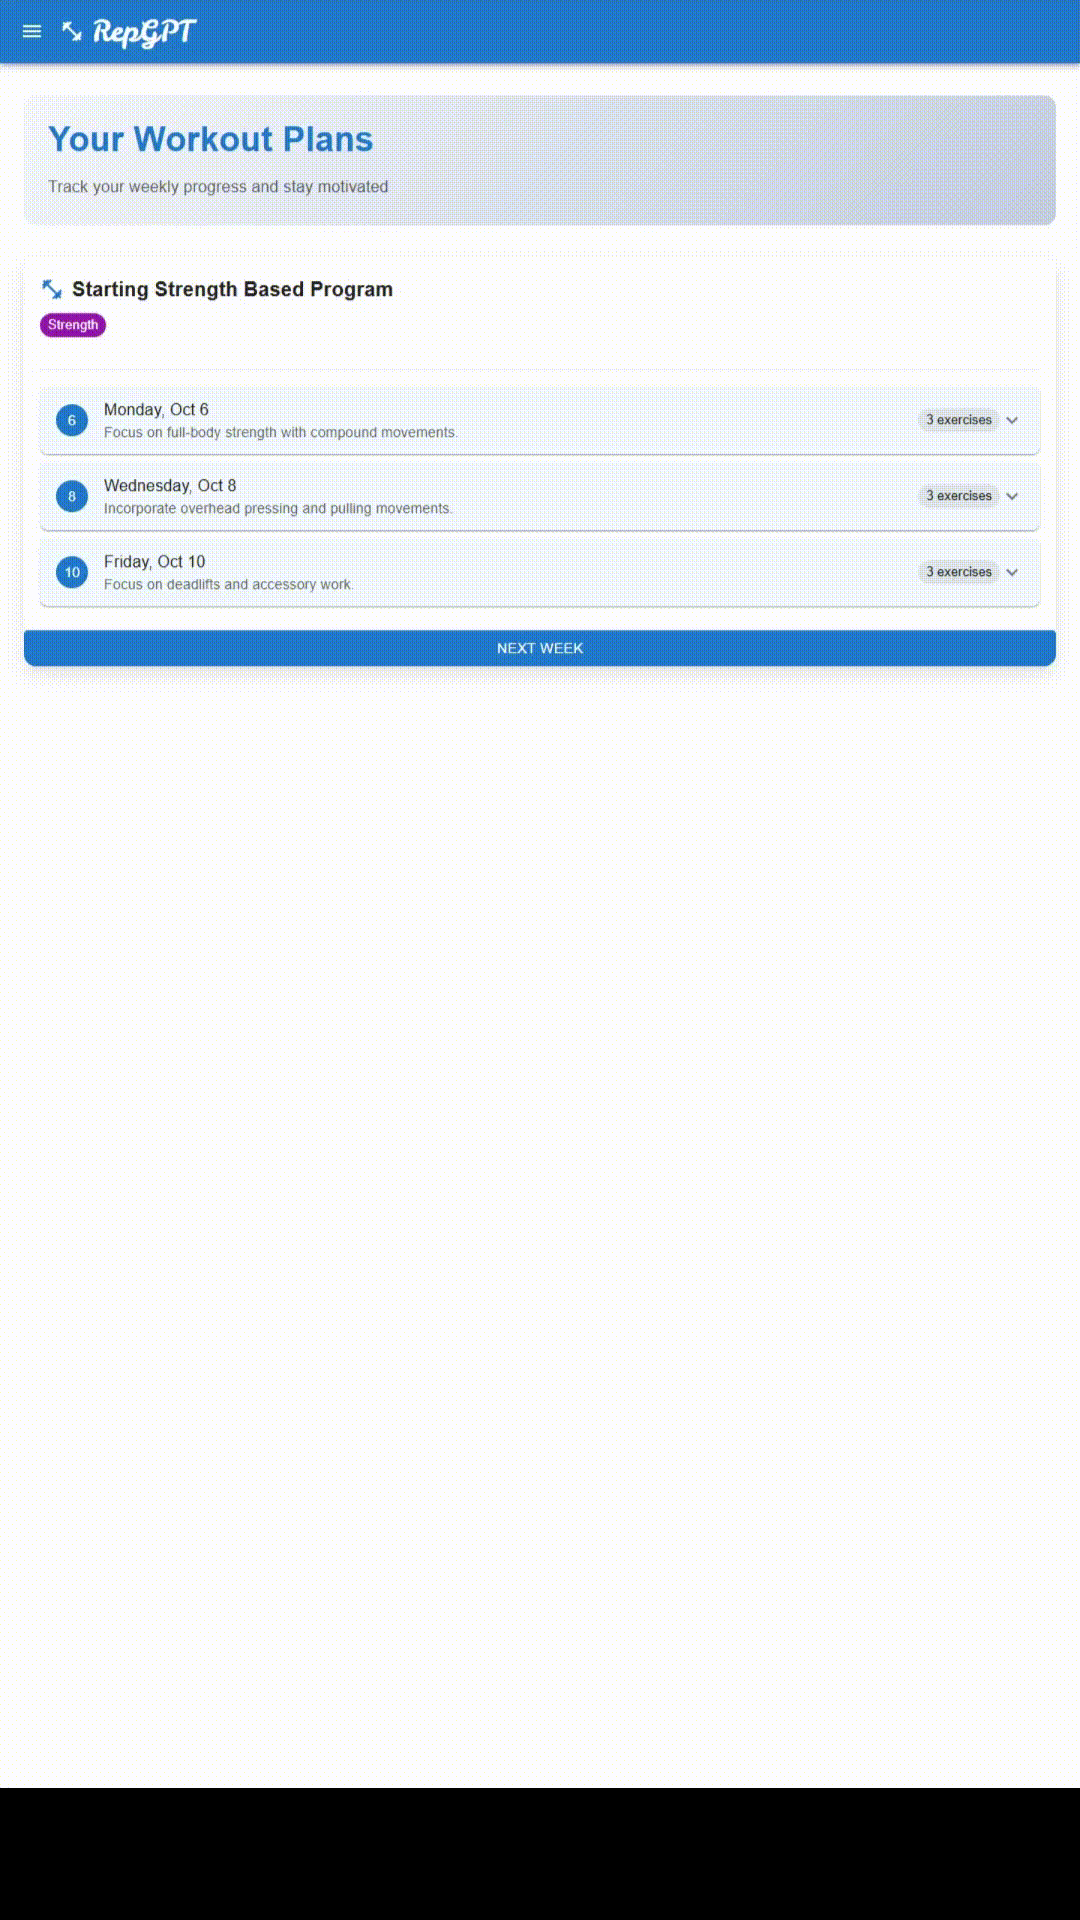 RepGPT
Your Workout Plans
Track your weekly progress and stay motivated
Starting Strength Based Program
Strength
6
Monday, Oct 6
Focus on full-body strength with compound movements.
3 exercises
8
Wednesday, Oct 8
Incorporate overhead pressing and pulling movements.
3 exercises
10
Friday, Oct 10
Focus on deadlifts and accessory work.
3 exercises
NEXT WEEK